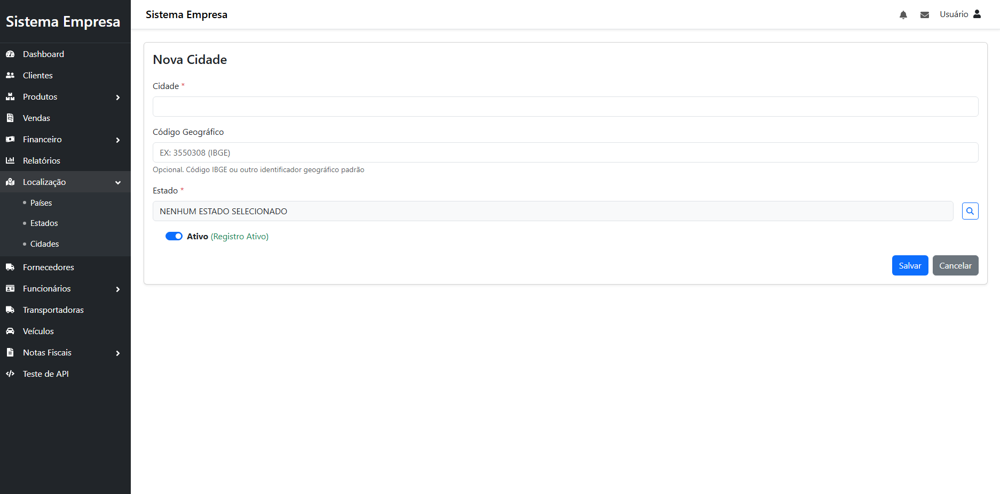 Sistema Empresa
Dashboard
Clientes
Produtos
Vendas
Financeiro
Relatórios
Localização
Países
Estados
Cidades
Fornecedores
Funcionários
Transportadoras
Veículos
Notas Fiscais
Teste de API
Sistema Empresa
Usuário
Nova Cidade
Cidade *
Código Geográfico
EX: 3550308 (IBGE)
Opcional. Código IBGE ou outro identificador geográfico padrão
Estado *
NENHUM ESTADO SELECIONADO
Ativo (Registro Ativo)
Salvar Cancelar